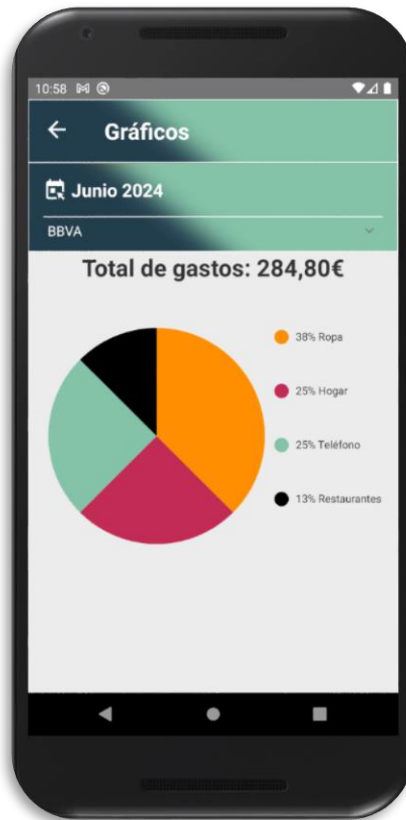 10:58
Gráficos
Junio 2024
BBVA
Total de gastos: 284,80€
38% Ropa
25% Hogar
25% Teléfono
13% Restaurantes